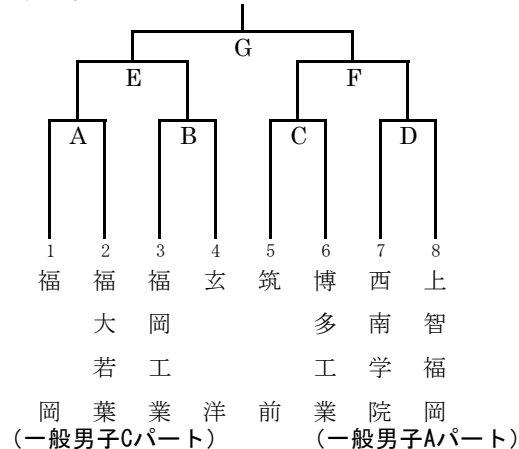 G
E F
A B C D
1 2 3 4 5 6 7 8
福岡
福大若葉
福岡工業
玄洋
筑前
博多工業
西南学院
上智福岡
(一般男子Cパート) (一般男子Aパート)